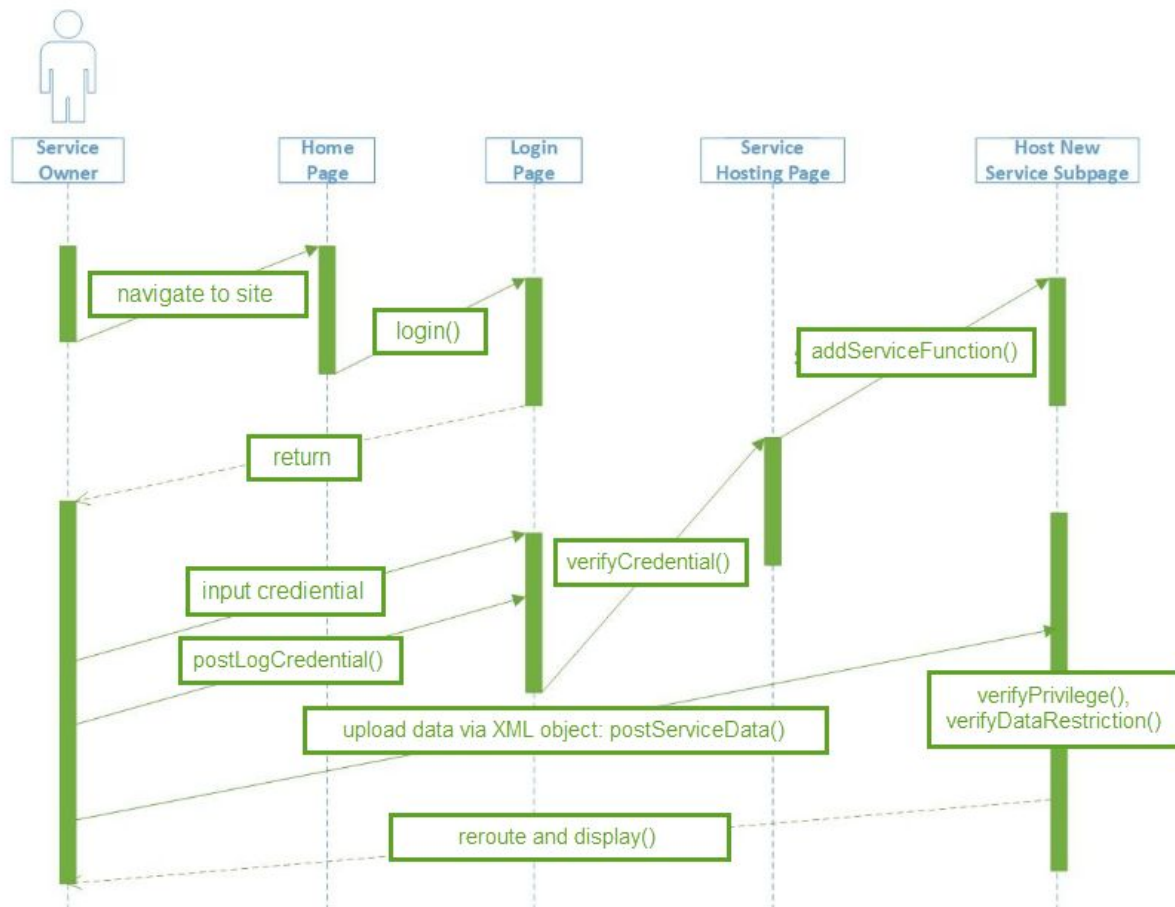 Service
Owner
Home
Page
Login
Page
Service
Hosting Page
Host New
Service Subpage
navigate to site
login()
addServiceFunction()
return
verifyCredential()
input crediential
postLogCredential()
verifyPrivilege(),
verifyDataRestriction()
upload data via XML object: postServiceData()
reroute and display()